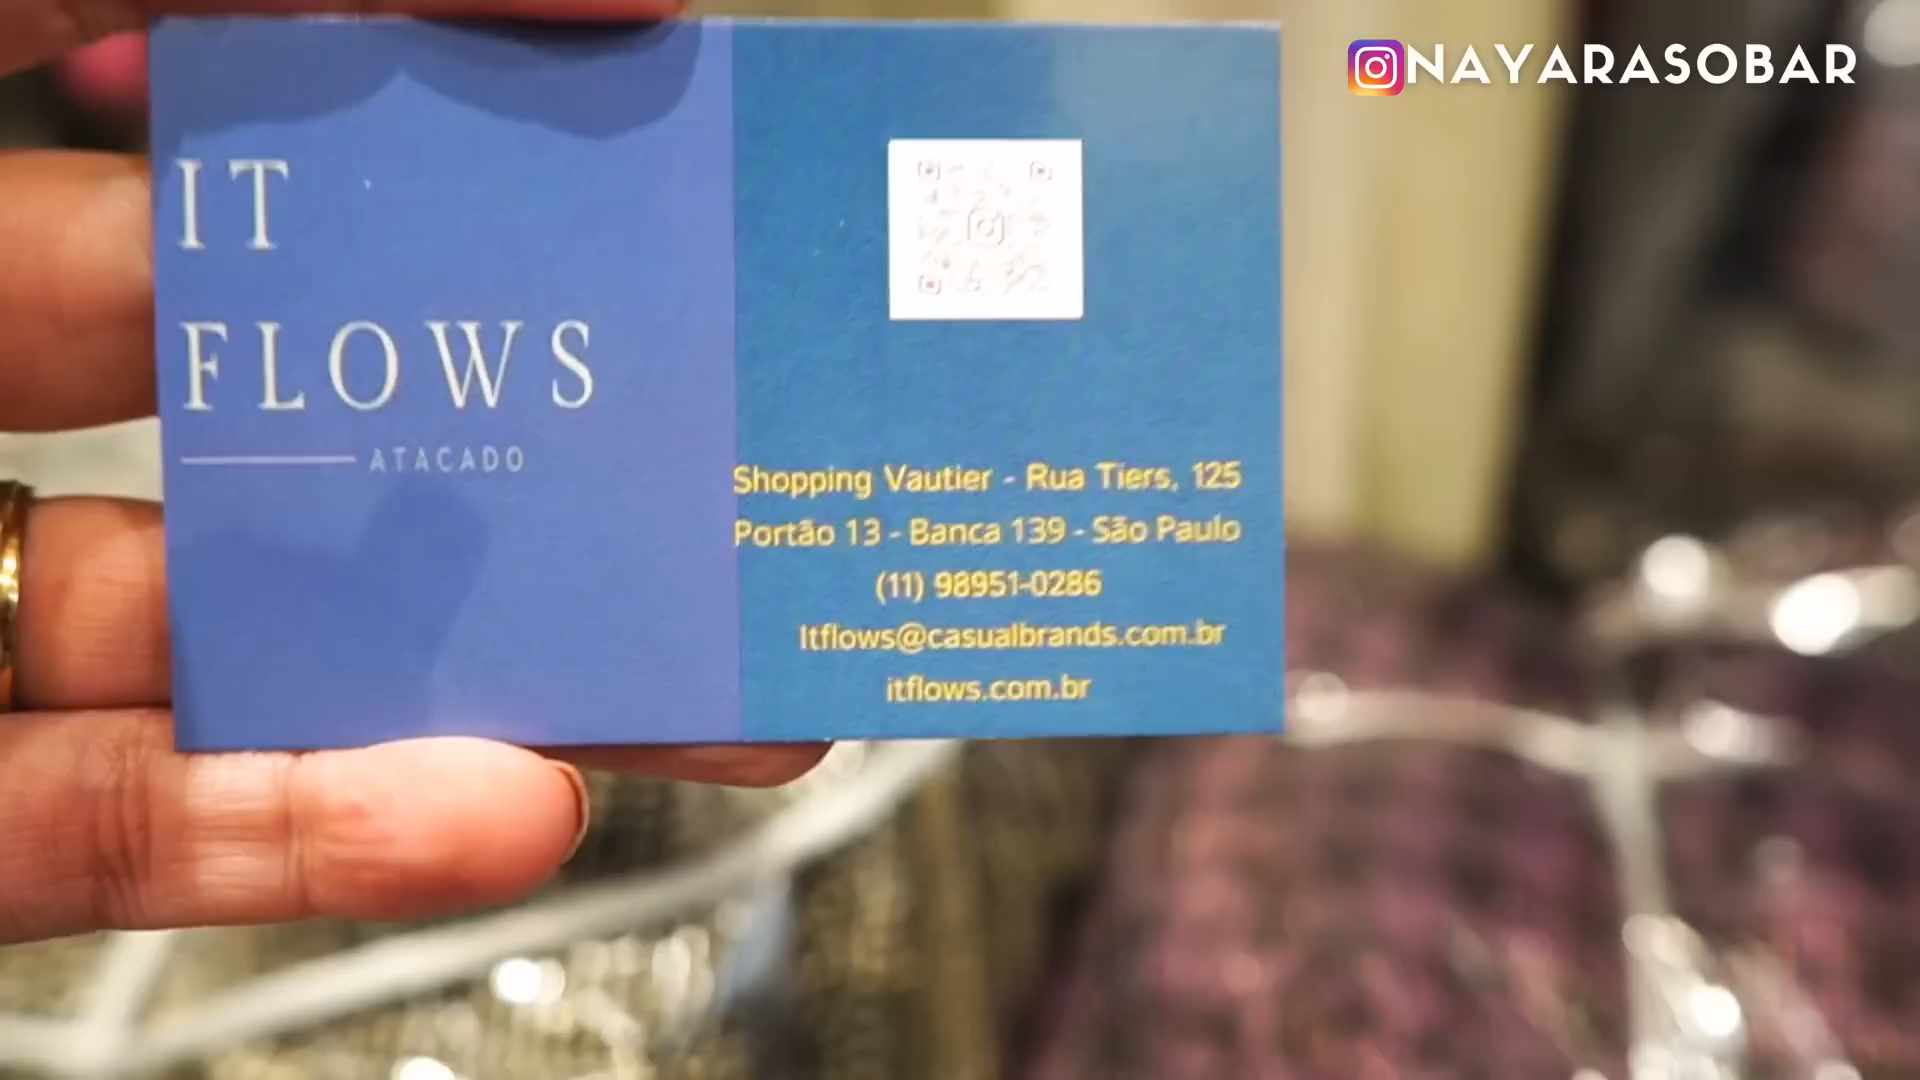 NAYARASOBAR
IT
FLOWS
ATACADO
Shopping Vautier - Rua Tiers, 125
Portão 13 - Banca 139 - São Paulo
(11) 98951-0286
Itflows@casualbrands.com.br
itflows.com.br